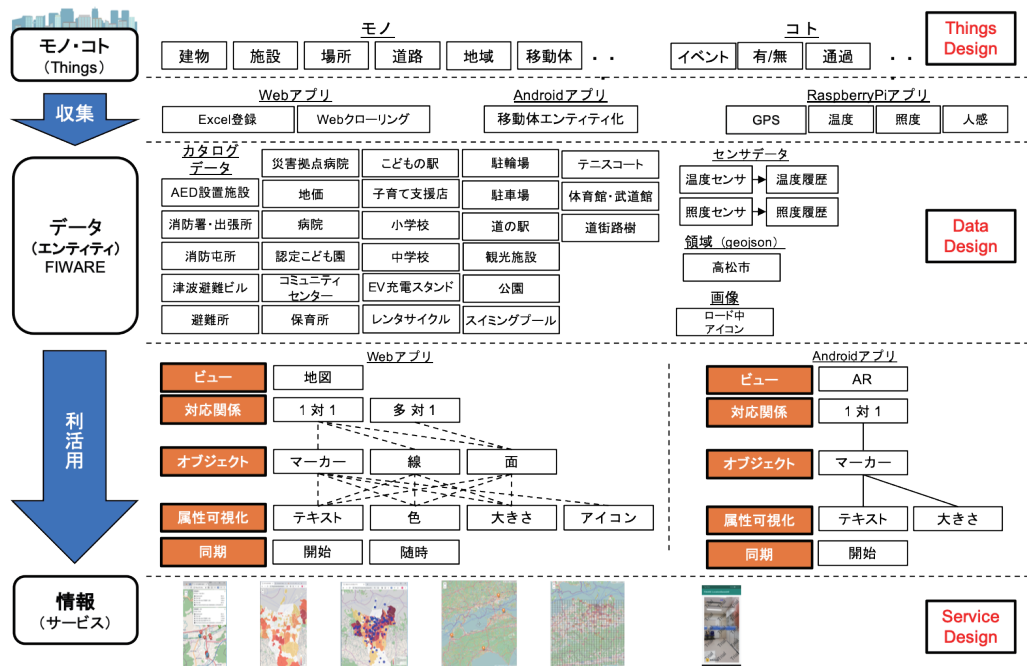 モノ・コト
(Things)
モノ
コト
Things
Design
建物
施設
場所
道路
地域
移動体
・・
イベント
有/無
通過
・・
収集
Webアプリ
Androidアプリ
RaspberryPiアプリ
Excel登録
Webクローリング
移動体エンティティ化
GPS
温度
照度
人感
データ
(エンティティ)
FIWARE
カタログ
データ
災害拠点病院
こどもの駅
駐輪場
テニスコート
AED設置施設
地価
子育て支援店
駐車場
体育館・武道館
消防署・出張所
病院
小学校
道の駅
道街路樹
消防屯所
認定こども園
中学校
観光施設
津波避難ビル
コミュニティ
センター
EV充電スタンド
公園
避難所
保育所
レンタサイクル
スイミングプール
センサデータ
温度センサ
温度履歴
照度センサ
照度履歴
領域（geojson）
高松市
画像
ロード中
アイコン
Data
Design
利活用
Webアプリ
ビュー
地図
対応関係
1対1
多対1
オブジェクト
マーカー
線
面
属性可視化
テキスト
色
大きさ
アイコン
同期
開始
随時
Androidアプリ
ビュー
AR
対応関係
1対1
オブジェクト
マーカー
属性可視化
テキスト
大きさ
同期
開始
情報
(サービス)
Service
Design